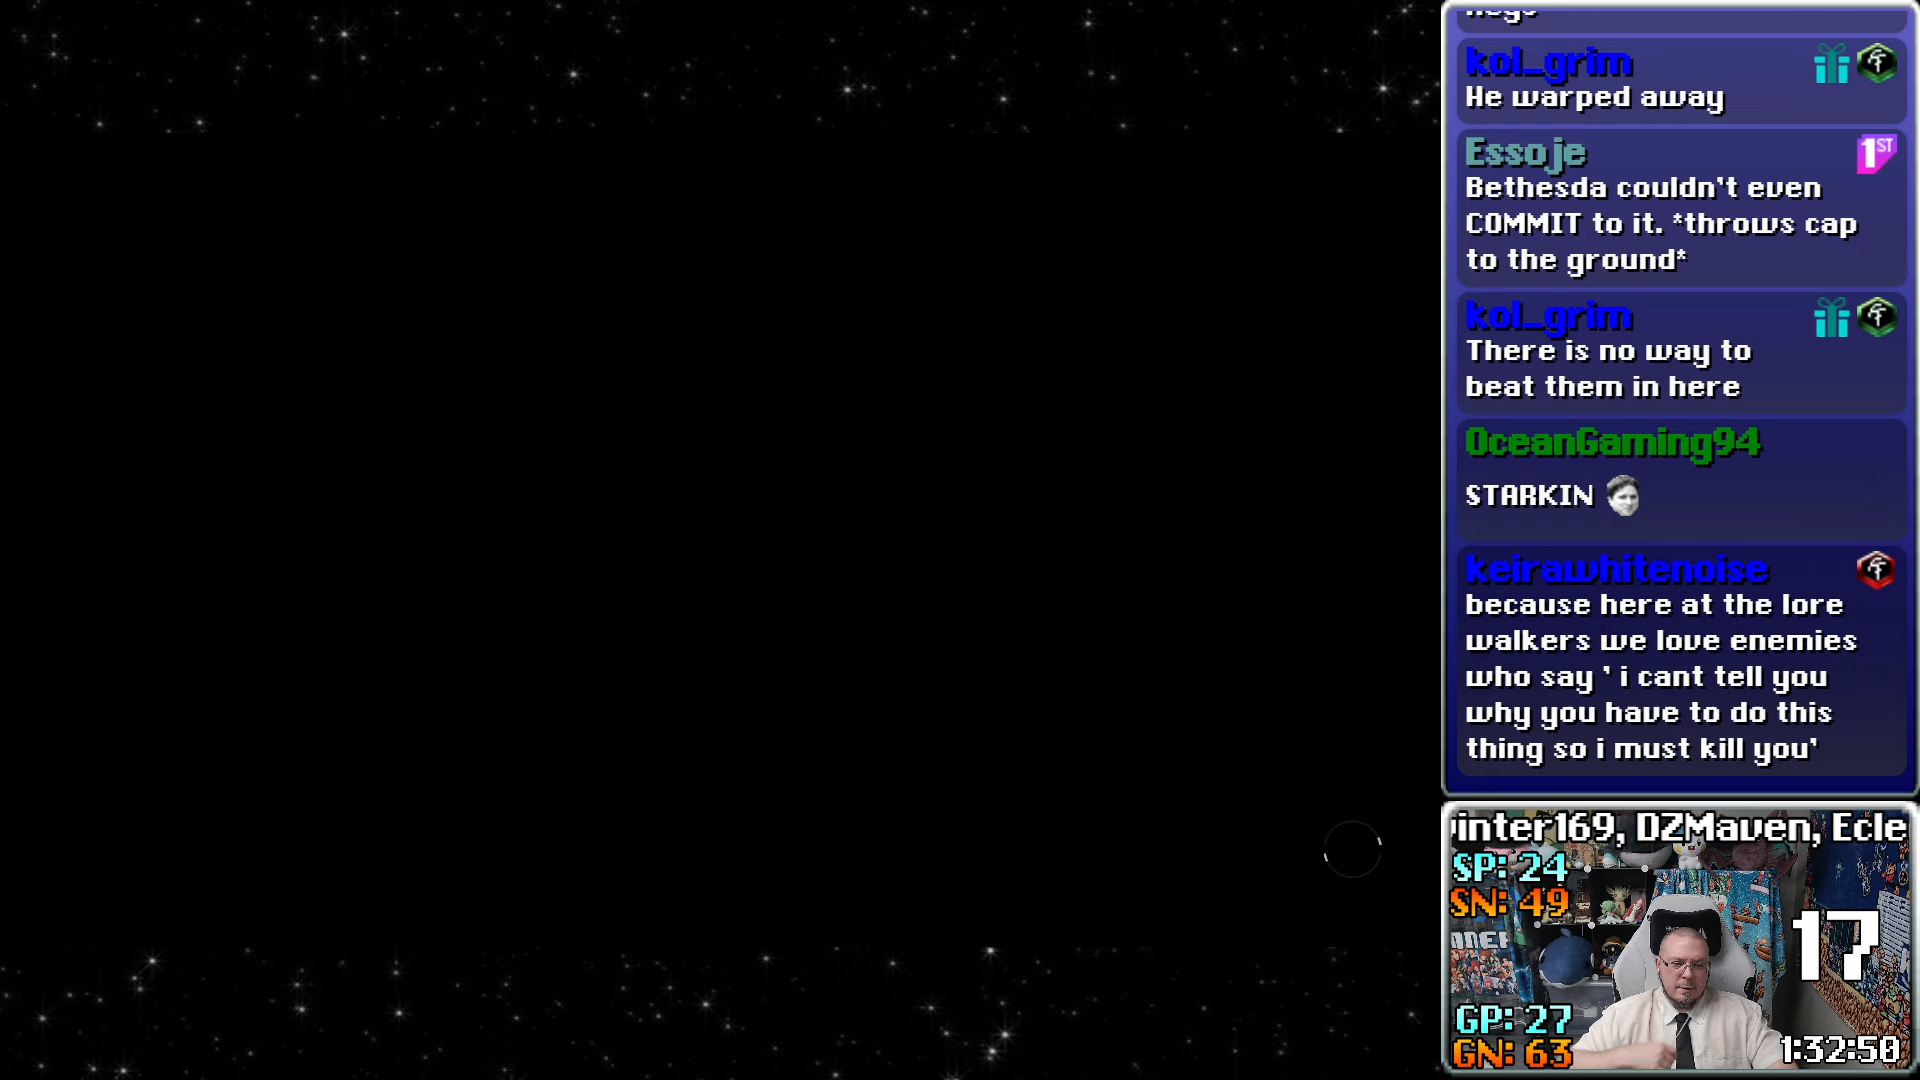 kol_grim
He warped away
Essoje
1ST
Bethesda couldn't even
COMMIT to it. *throws cap
to the ground*
kol_grim
There is no way to
beat them in here
OceanGaming94
STARKIN
keirawhitenoise
because here at the lore
walkers we love enemies
who say ' i cant tell you
why you have to do this
thing so i must kill you'
inter169, DZMaven, Ecle
SP: 24
SN: 49
17
GP: 27
GN: 63
1:32:50